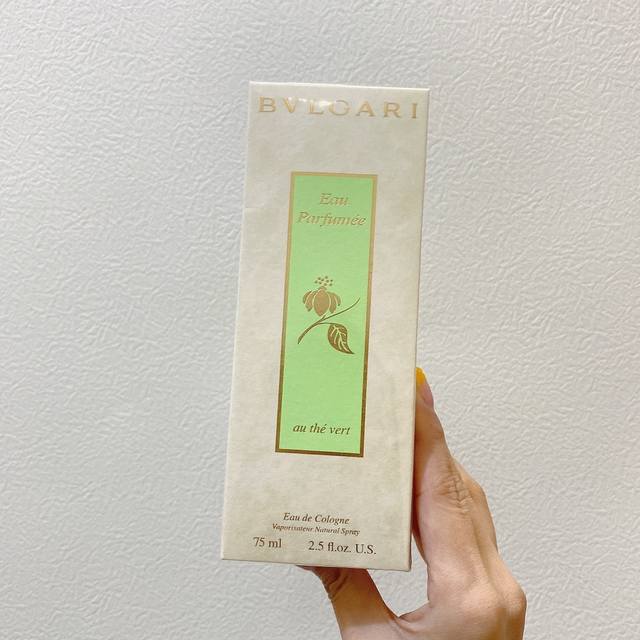 BVLGARI
Eau
Parfumée
au thé vert
Eau de Cologne
Vaporisateur Natural Spray
75 ml 2.5 fl.oz. U.S.